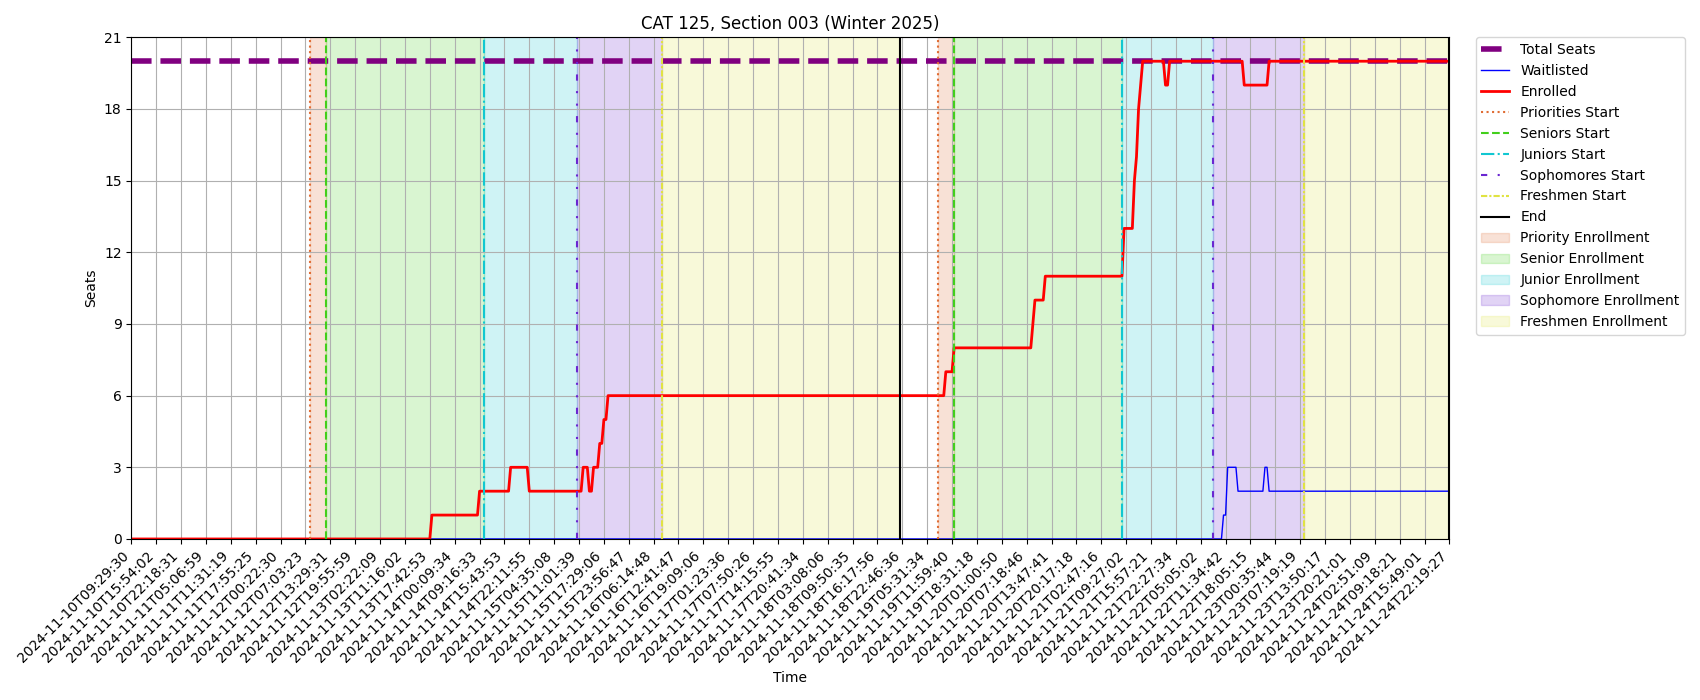 CAT 125, Section 003 (Winter 2025)
21
18
15
12
9
6
3
0
Seats
2024-11-10T09:29:30
2024-11-10T15:54:02
2024-11-10T22:18:31
2024-11-11T05:06:59
2024-11-11T11:31:19
2024-11-11T17:55:25
2024-11-12T00:22:30
2024-11-12T07:03:23
2024-11-12T13:29:31
2024-11-12T19:55:59
2024-11-13T02:22:09
2024-11-13T11:16:02
2024-11-13T17:42:53
2024-11-14T00:09:34
2024-11-14T09:16:33
2024-11-14T15:43:53
2024-11-14T22:11:55
2024-11-15T04:35:08
2024-11-15T11:01:39
2024-11-15T17:29:06
2024-11-15T23:56:47
2024-11-16T06:14:48
2024-11-16T12:41:47
2024-11-16T19:09:06
2024-11-17T01:23:36
2024-11-17T07:50:26
2024-11-17T14:15:55
2024-11-17T20:41:34
2024-11-18T03:08:06
2024-11-18T09:50:35
2024-11-18T16:17:56
2024-11-18T22:46:30
2024-11-19T05:31:34
2024-11-19T11:59:40
2024-11-19T18:31:18
2024-11-20T01:00:50
2024-11-20T07:18:46
2024-11-20T13:47:41
2024-11-20T20:17:18
2024-11-21T02:47:16
2024-11-21T09:27:02
2024-11-21T15:57:21
2024-11-21T22:27:34
2024-11-22T05:05:02
2024-11-22T11:34:42
2024-11-22T18:05:15
2024-11-23T00:35:44
2024-11-23T07:19:19
2024-11-23T13:50:17
2024-11-23T20:21:01
2024-11-24T02:51:09
2024-11-24T09:18:21
2024-11-24T15:49:01
2024-11-24T22:19:27
Time
Total Seats
Waitlisted
Enrolled
Priorities Start
Seniors Start
Juniors Start
Sophomores Start
Freshmen Start
End
Priority Enrollment
Senior Enrollment
Junior Enrollment
Sophomore Enrollment
Freshmen Enrollment